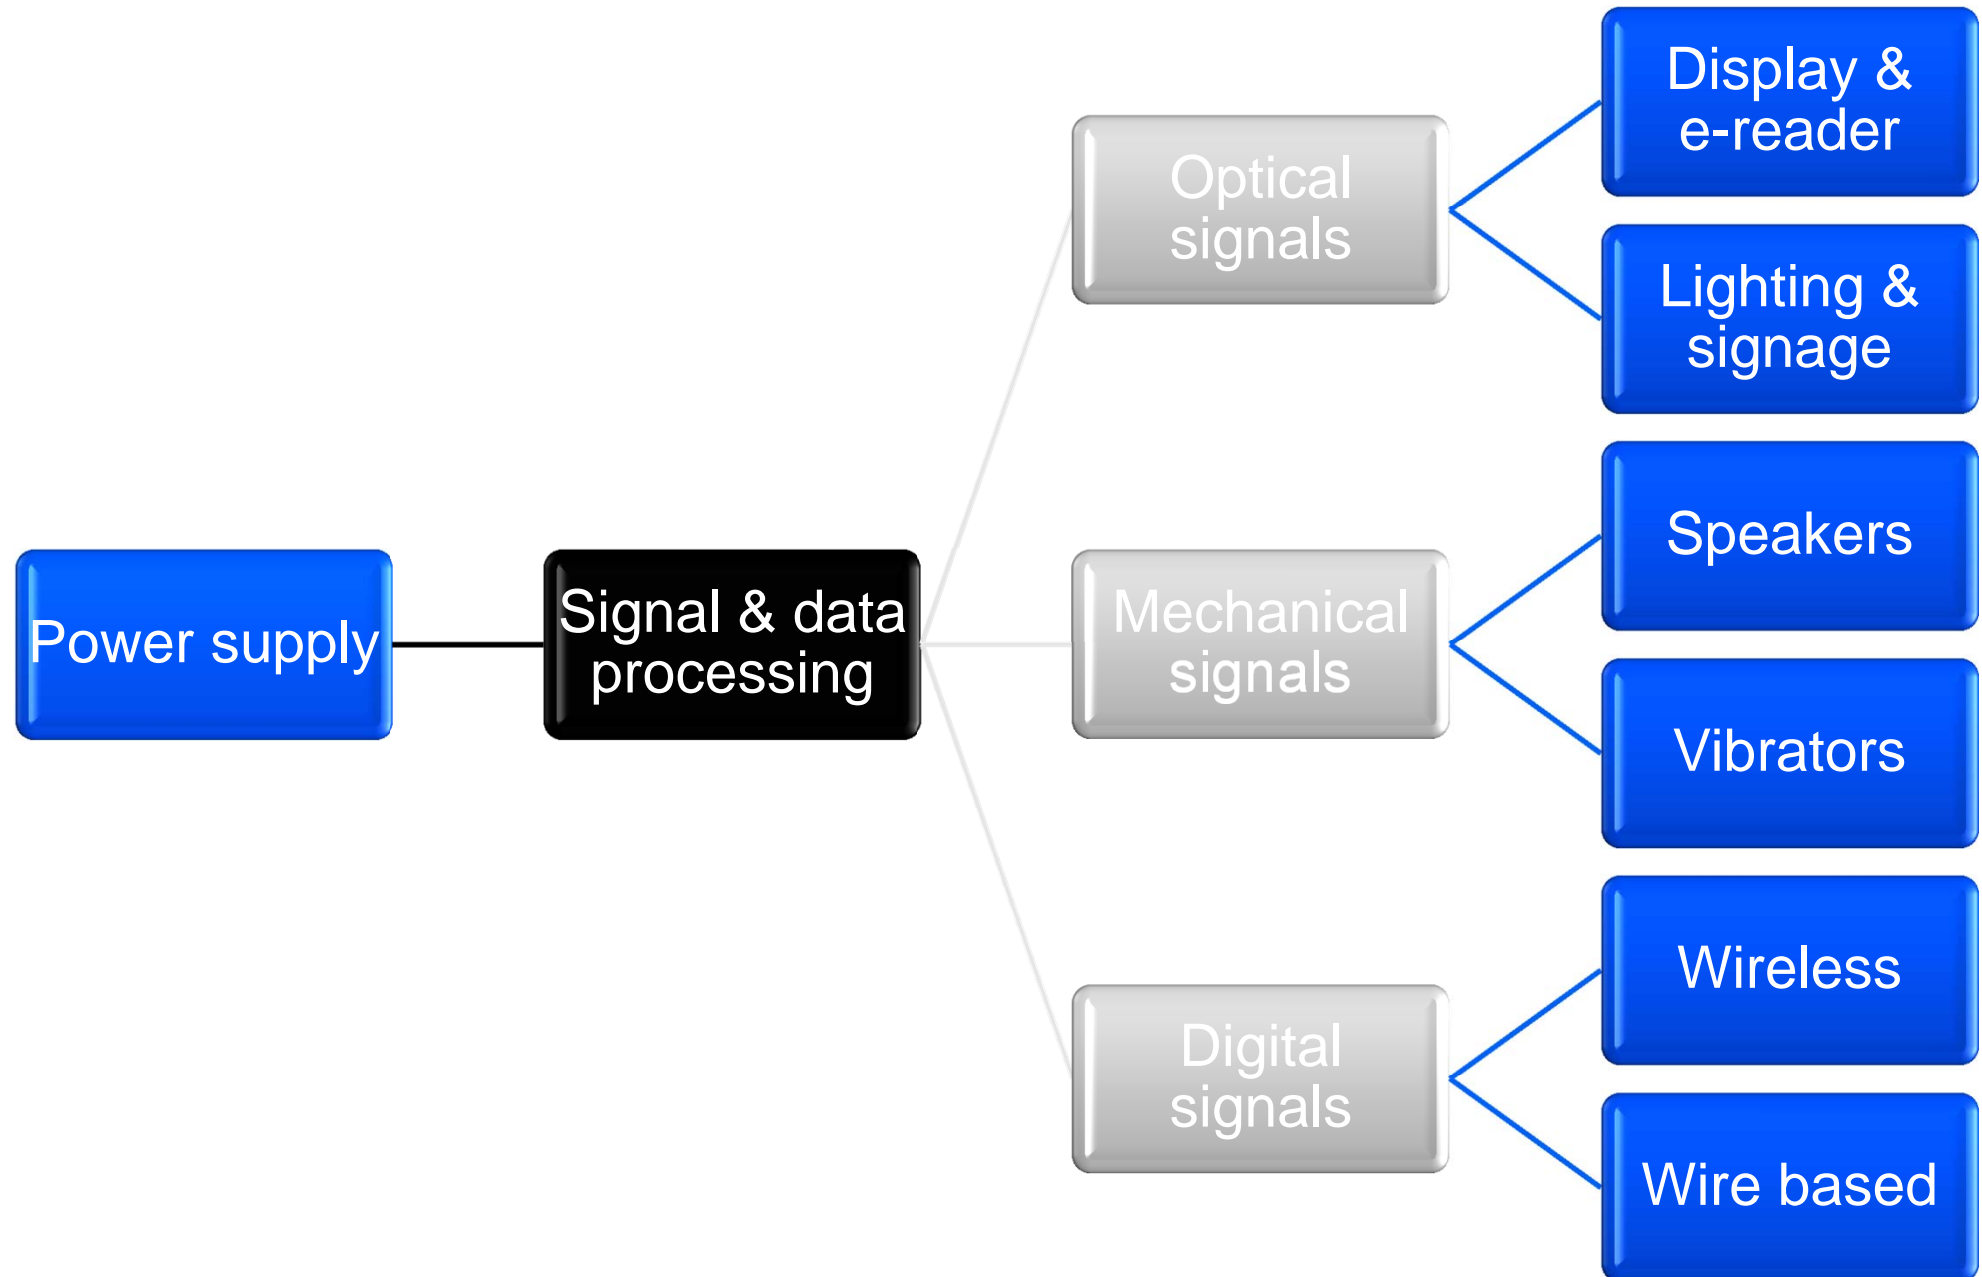 Power supply
Signal & data
processing
Optical
signals
Display &
e-reader
Lighting &
signage
Mechanical
signals
Speakers
Vibrators
Digital
signals
Wireless
Wire based